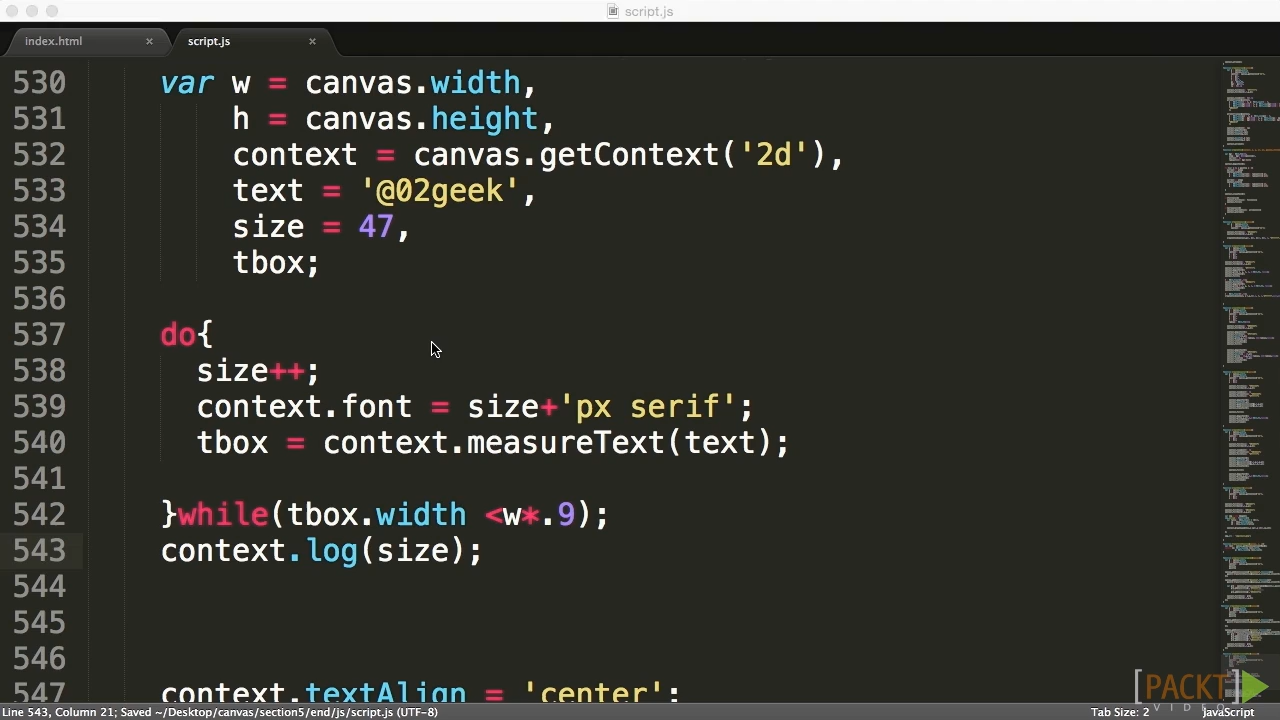 script.js
index.html × script.js ×
530 var w = canvas.width,
531 h = canvas.height,
532 context = canvas.getContext('2d'),
533 text = '@02geek',
534 size = 47,
535 tbox;
536
537 do{
538 size++;
539 context.font = size+'px serif';
540 tbox = context.measureText(text);
541
542 }while(tbox.width <w*.9);
543 context.log(size);
544
545
546
547 context.textAlign = 'center';
[PACKT]
VIDEO
Line 543, Column 21; Saved ~/Desktop/canvas/section5/end/js/script.js (UTF-8) Tab Size: 2 JavaScript